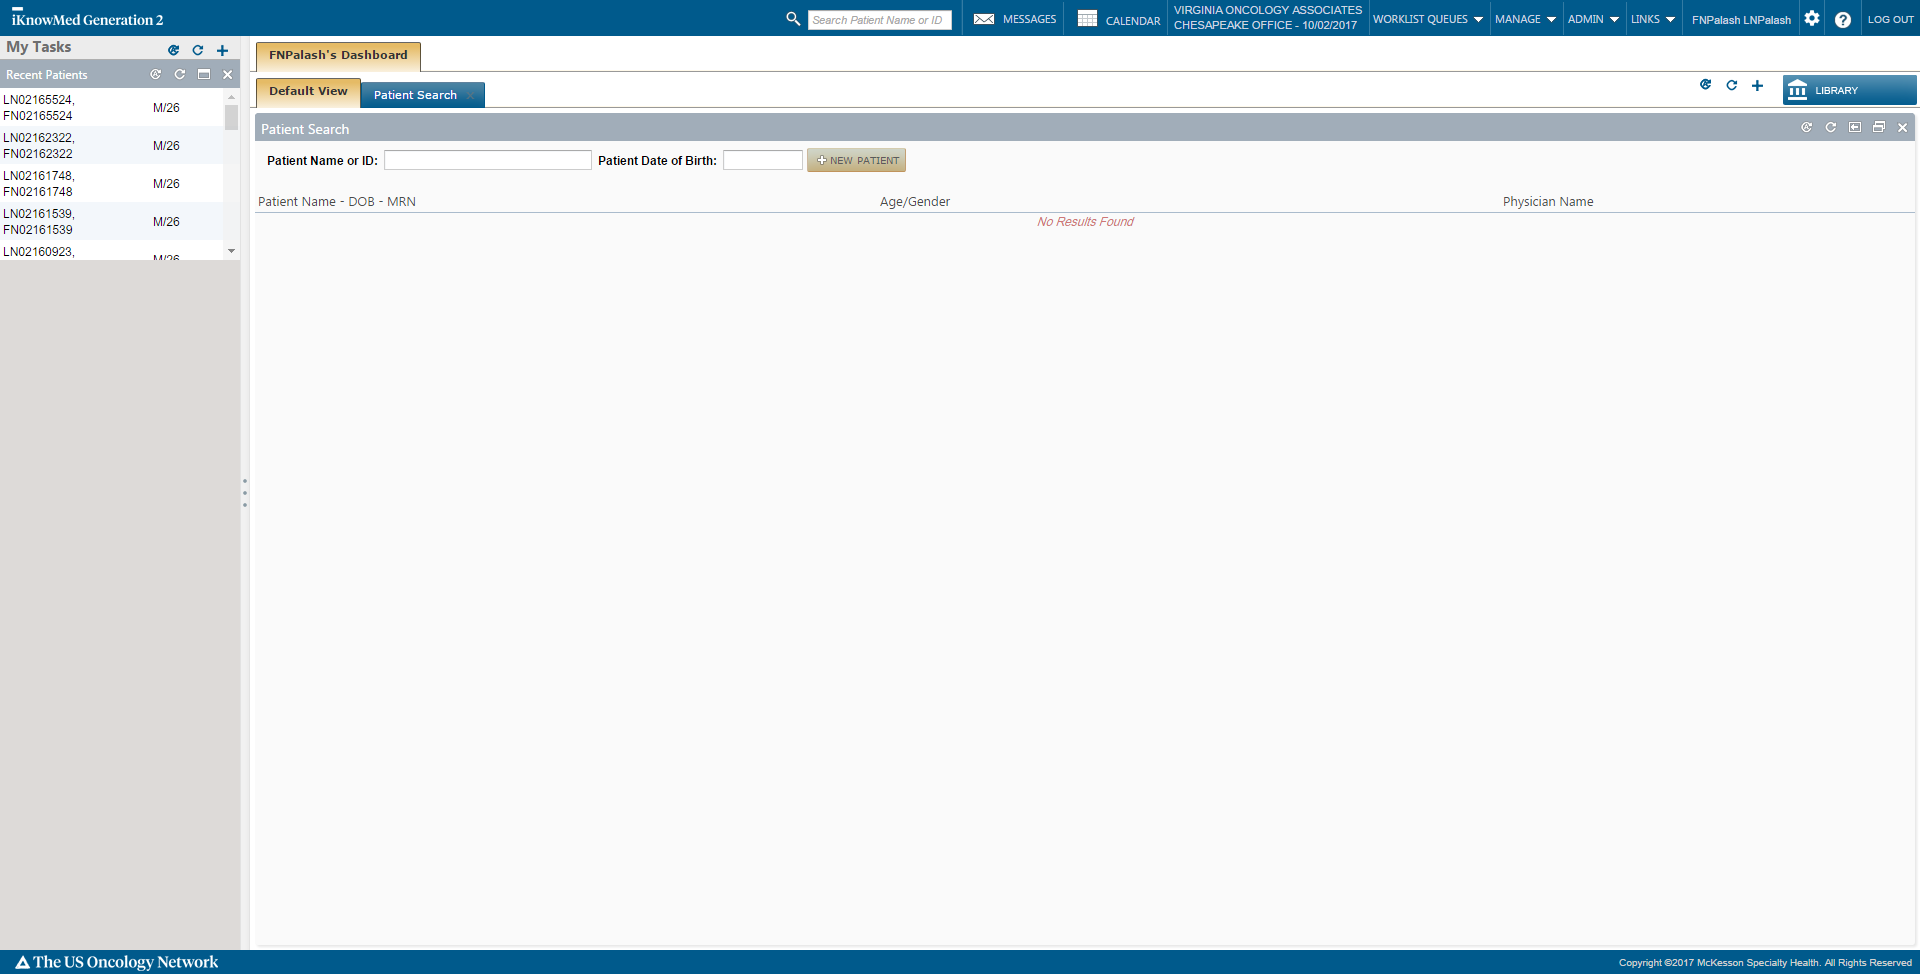 iKnowMed Generation 2
Search Patient Name or ID
MESSAGES
CALENDAR
VIRGINIA ONCOLOGY ASSOCIATES
CHESAPEAKE OFFICE - 10/02/2017
WORKLIST QUEUES
MANAGE
ADMIN
LINKS
FNPalash LNPalash
LOG OUT
My Tasks
Recent Patients
LN02165524,
FN02165524
M/26
LN02162322,
FN02162322
M/26
LN02161748,
FN02161748
M/26
LN02161539,
FN02161539
M/26
LN02160923,
M/26
FNPalash's Dashboard
Default View
Patient Search
LIBRARY
Patient Search
Patient Name or ID:
Patient Date of Birth:
NEW PATIENT
Patient Name - DOB - MRN
Age/Gender
Physician Name
No Results Found
The US Oncology Network
Copyright ©2017 McKesson Specialty Health. All Rights Reserved